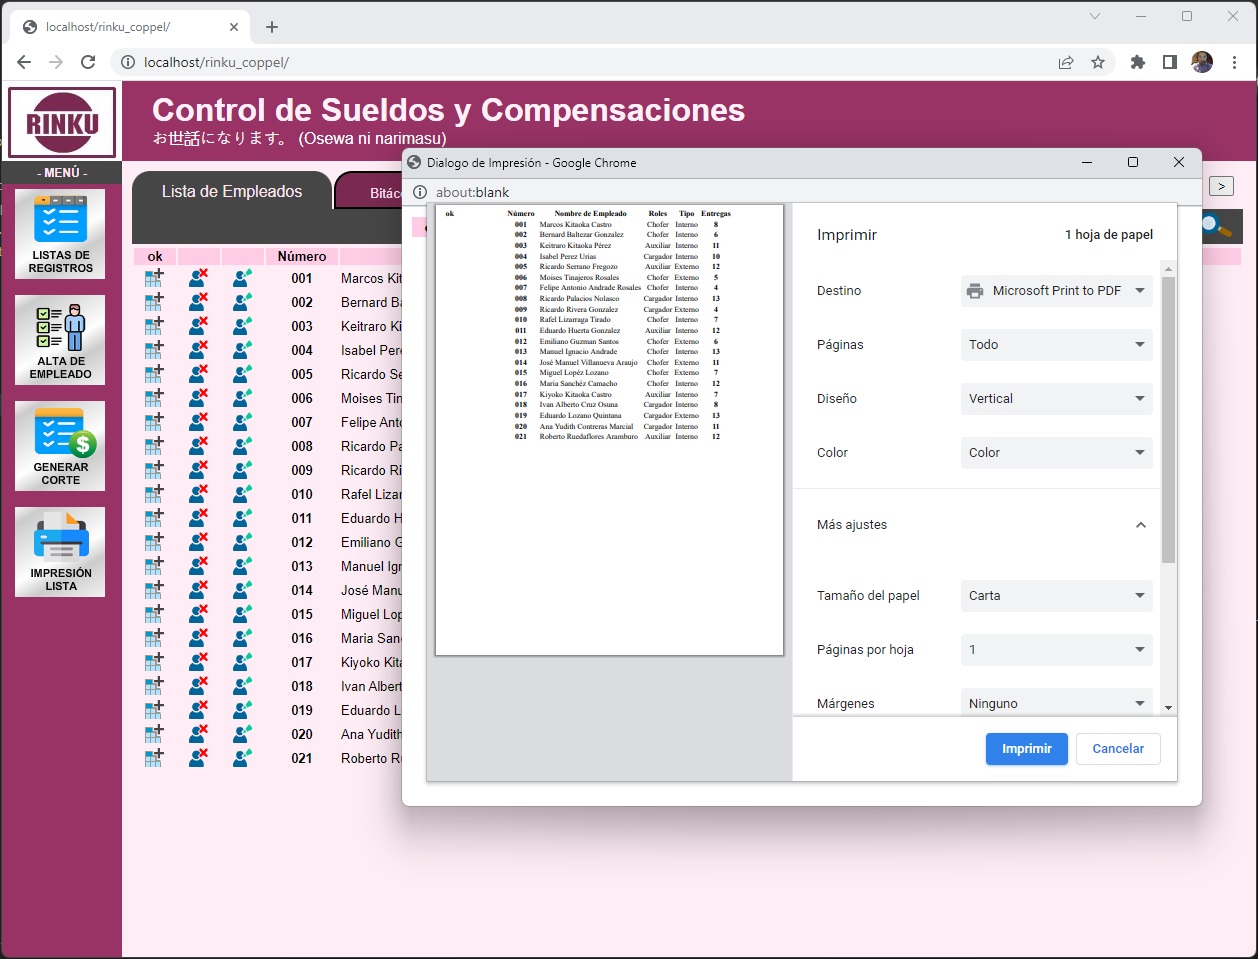 localhost/rinku_coppel/
localhost/rinku_coppel/
RINKU
Control de Sueldos y Compensaciones
お世話になります。 (Osewa ni narimasu)
- MENÚ -
LISTAS DE
REGISTROS
ALTA DE
EMPLEADO
GENERAR
CORTE
IMPRESIÓN
LISTA
Lista de Empleados
Bitác
>
ok Número
001 Marcos Kit
002 Bernard Ba
003 Keitraro Ki
004 Isabel Pere
005 Ricardo Se
006 Moises Tin
007 Felipe Anto
008 Ricardo Pa
009 Ricardo Ri
010 Rafel Lizar
011 Eduardo H
012 Emiliano G
013 Manuel Ign
014 José Manu
015 Miguel Lop
016 Maria Sanc
017 Kiyoko Kita
018 Ivan Albert
019 Eduardo L
020 Ana Yudith
021 Roberto Ru
Dialogo de Impresión - Google Chrome
about:blank
ok Número Nombre de Empleado Roles Tipo Entregas
001 Marcos Kitaoka Castro Chofer Interno 8
002 Bernard Baltezar Gonzalez Chofer Interno 6
003 Keitraro Kitaoka Pérez Auxiliar Interno 11
004 Isabel Perez Urias Cargador Interno 10
005 Ricardo Serrano Fregozo Auxiliar Externo 12
006 Moises Tinajeros Rosales Chofer Externo 5
007 Felipe Antonio Andrade Rosales Chofer Interno 4
008 Ricardo Palacios Nolasco Cargador Interno 13
009 Ricardo Rivera Gonzalez Cargador Externo 4
010 Rafel Lizarraga Tirado Chofer Interno 7
011 Eduardo Huerta Gonzalez Auxiliar Interno 12
012 Emiliano Guzman Santos Chofer Externo 6
013 Manuel Ignacio Andrade Chofer Interno 13
014 José Manuel Villanueva Araujo Chofer Externo 11
015 Miguel Lopéz Lozano Cargador Externo 7
016 Maria Sanchéz Camacho Chofer Interno 12
017 Kiyoko Kitaoka Castro Auxiliar Interno 7
018 Ivan Alberto Cruz Osuna Cargador Interno 8
019 Eduardo Lozano Quintana Cargador Externo 13
020 Ana Yudith Contreras Marcial Cargador Interno 11
021 Roberto Ruedaflores Aramburo Auxiliar Interno 12
Imprimir 1 hoja de papel
Destino Microsoft Print to PDF
Páginas Todo
Diseño Vertical
Color Color
Más ajustes
Tamaño del papel Carta
Páginas por hoja 1
Márgenes Ninguno
Imprimir Cancelar